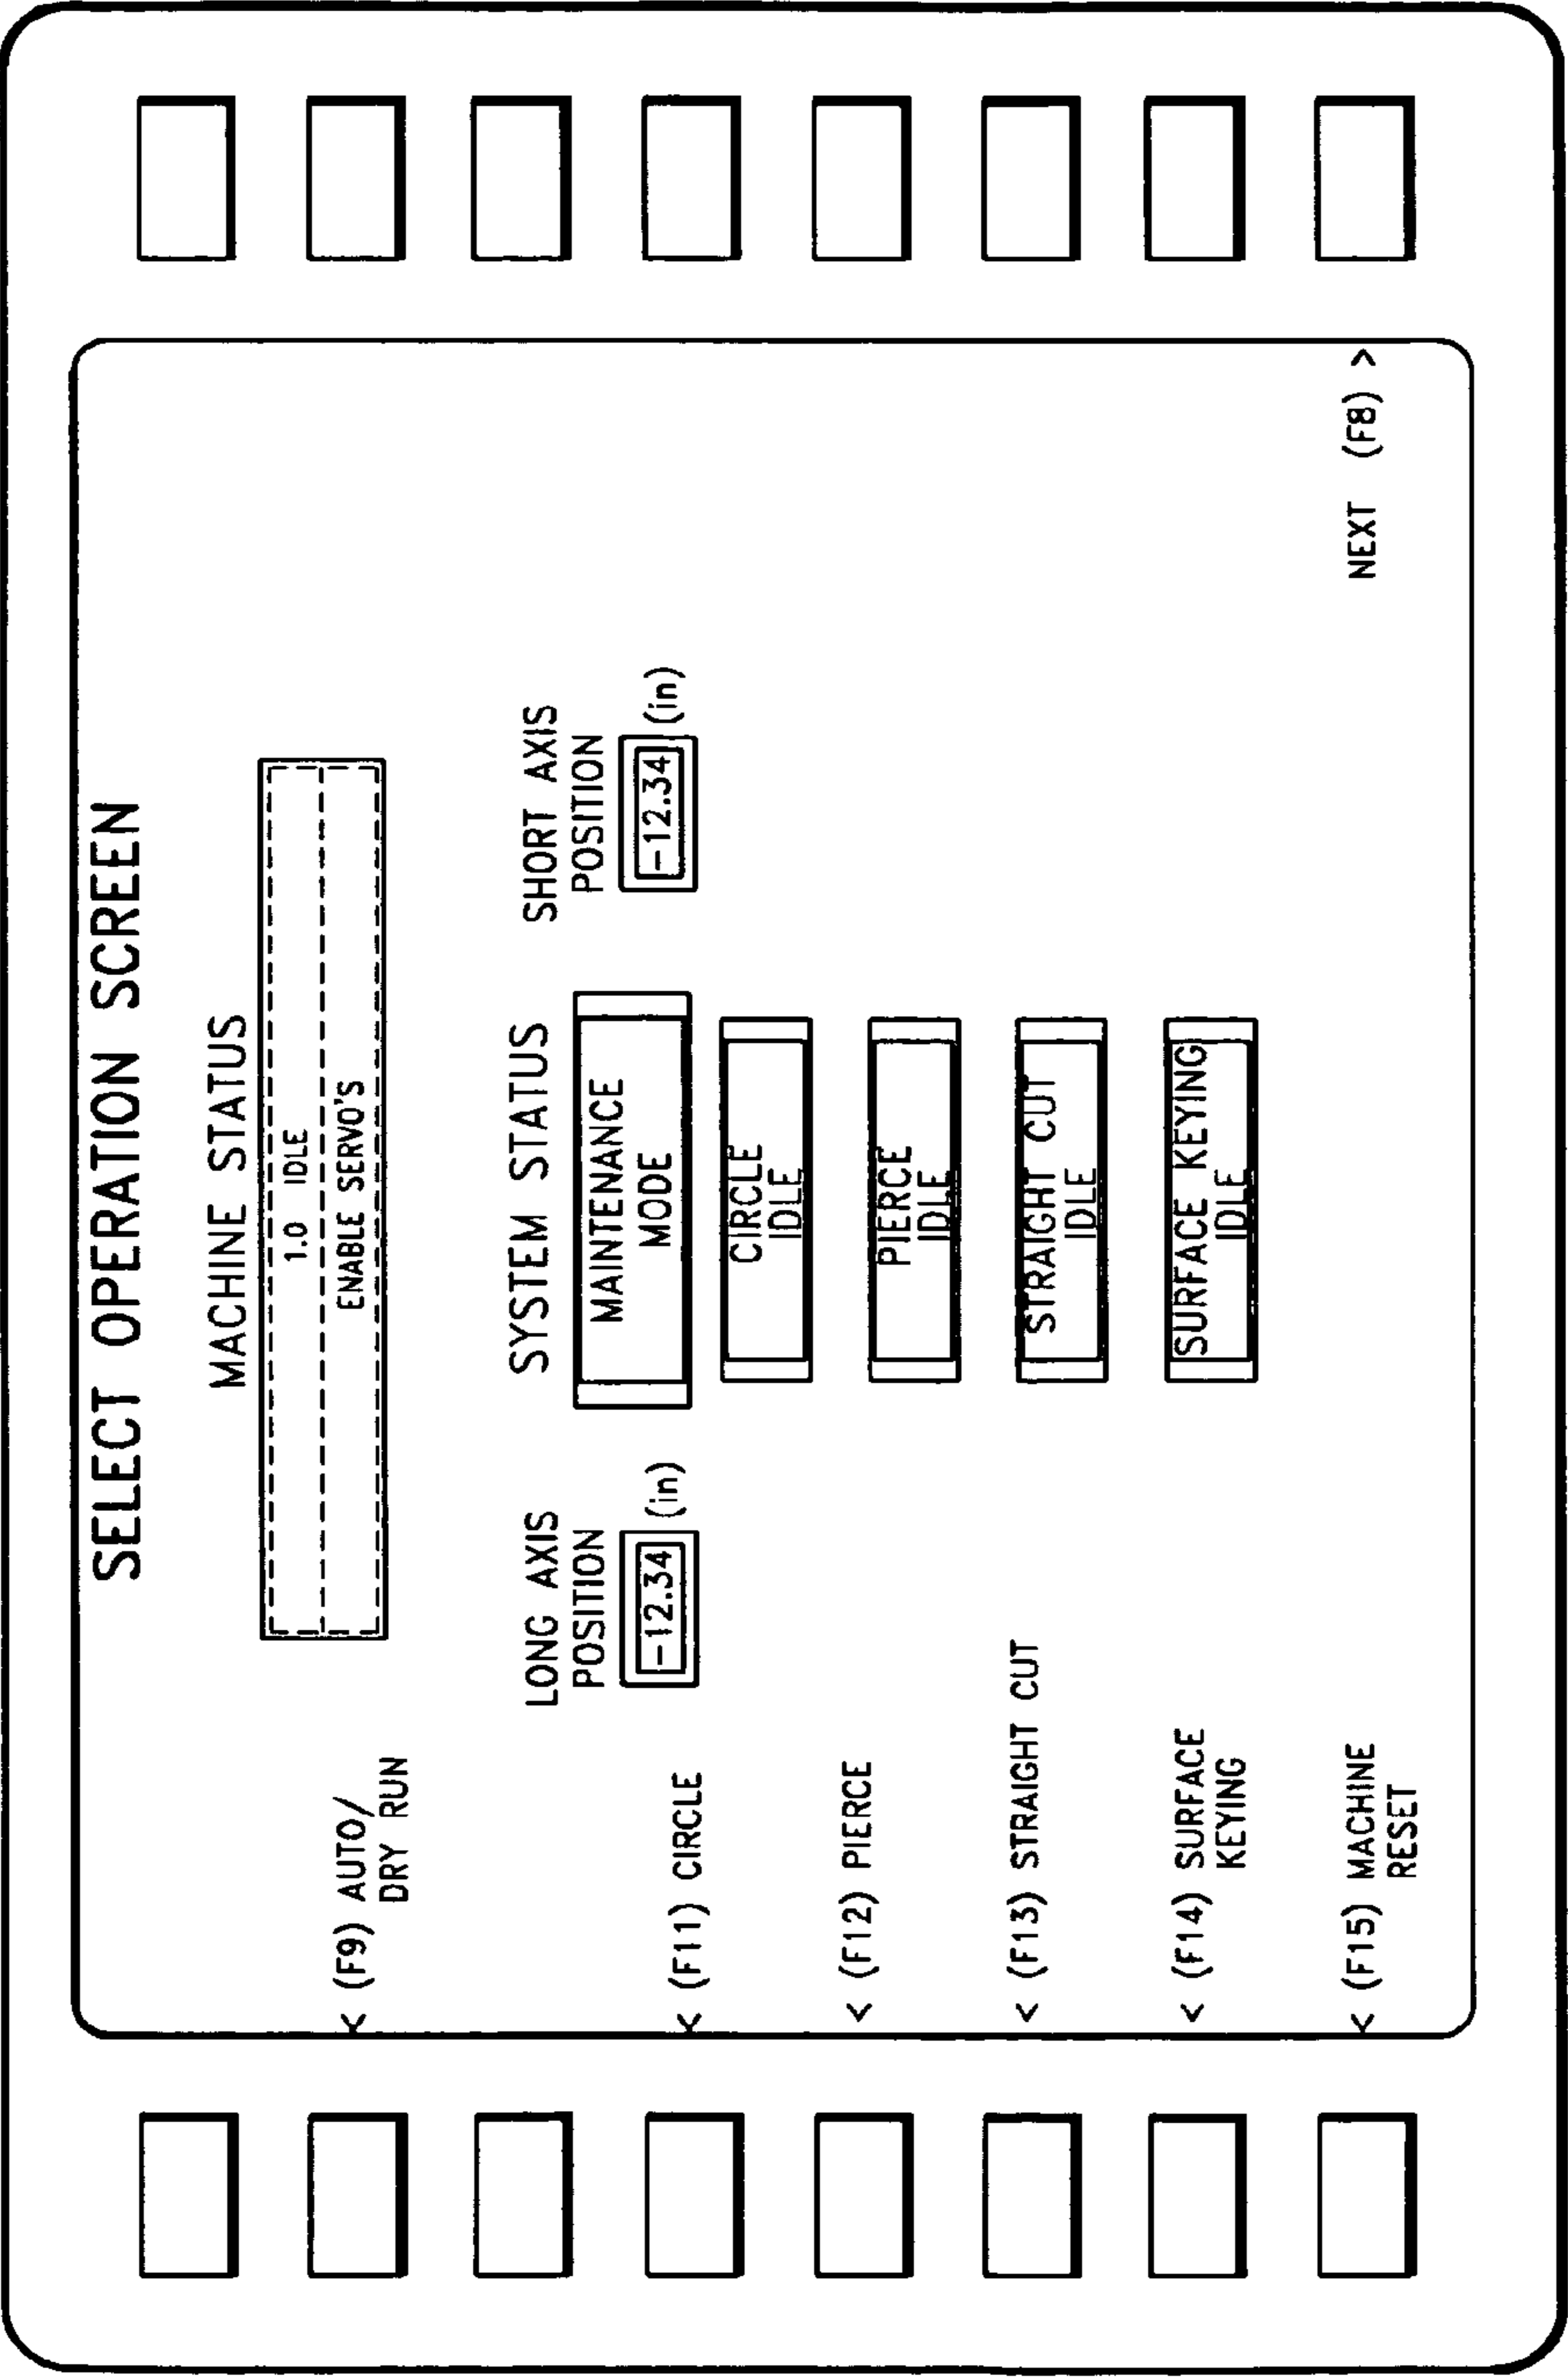 SELECT OPERATION SCREEN
MACHINE STATUS
1.0 IDLE
ENABLE SERVO'S
< (F9) AUTO/
DRY RUN
LONG AXIS
POSITION
-12.34 (in)
SYSTEM STATUS
MAINTENANCE
MODE
SHORT AXIS
POSITION
-12.34 (in)
< (F11) CIRCLE
CIRCLE
IDLE
< (F12) PIERCE
PIERCE
IDLE
< (F13) STRAIGHT CUT
STRAIGHT CUT
IDLE
< (F14) SURFACE
KEYING
SURFACE KEYING
IDLE
< (F15) MACHINE
RESET
NEXT (F8) >